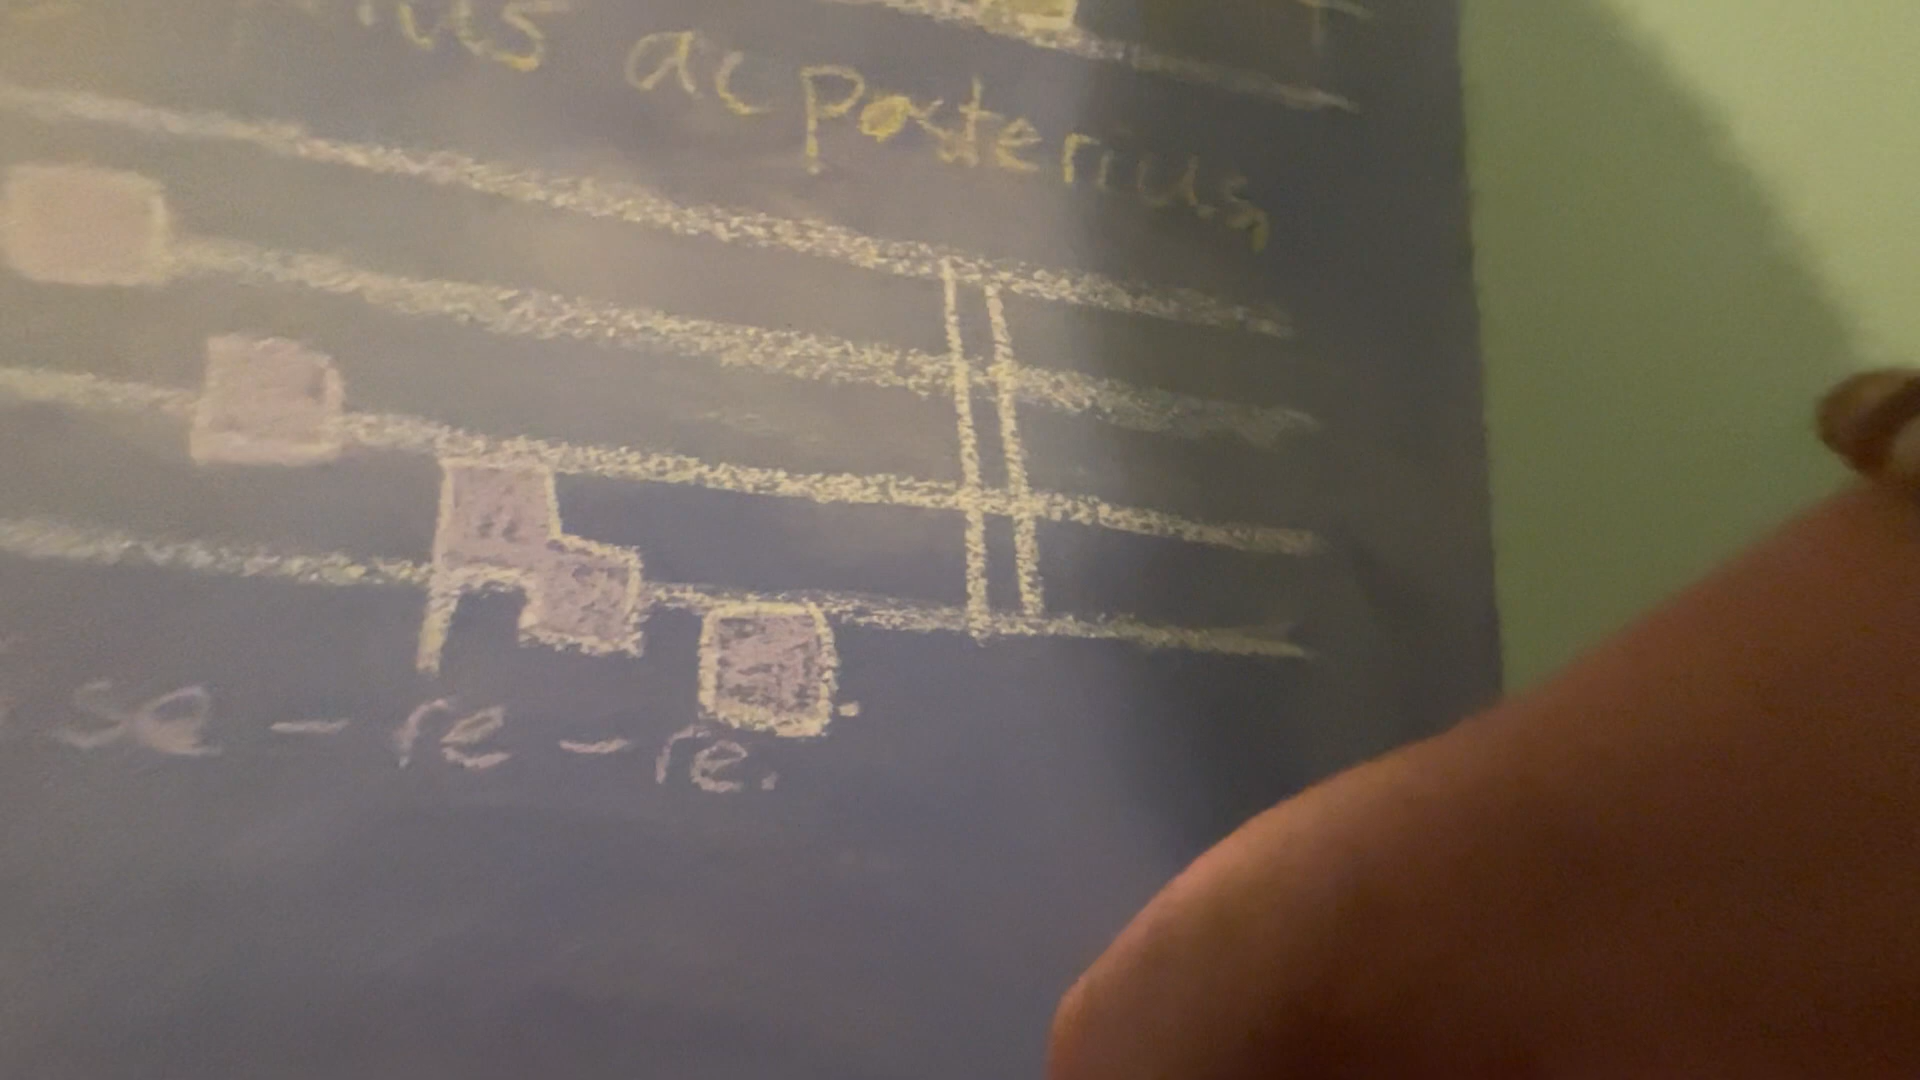 ac posterius,
se - re - re.